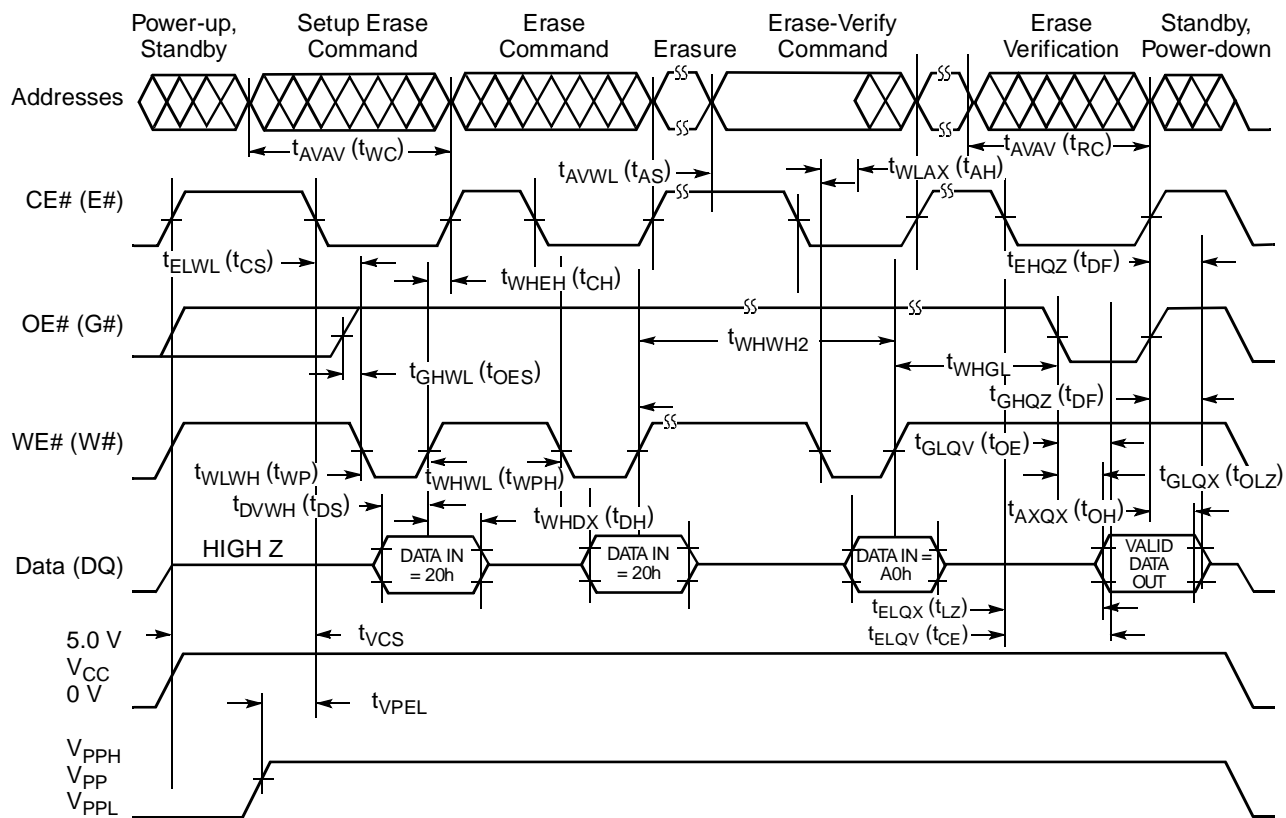 Power-up, Standby
Setup Erase Command
Erase Command
Erasure
Erase-Verify Command
Erase Verification
Standby, Power-down
Addresses
tAVAV (tWC)
tAVWL (tAS)
tWLAX (tAH)
tAVAV (tRC)
CE# (E#)
tELWL (tCS)
tWHEH (tCH)
tEHQZ (tDF)
OE# (G#)
tWHWH2
tWHGL
tGHWL (tOES)
tGHQZ (tDF)
WE# (W#)
tGLQV (tOE)
tWLWH (tWP)
tWHWL (tWPH)
tGLQX (tOLZ)
tDVWH (tDS)
tWHDX (tDH)
tAXQX (tOH)
Data (DQ)
HIGH Z
DATA IN = 20h
DATA IN = 20h
DATA IN = A0h
VALID DATA OUT
tELQX (tLZ)
tELQV (tCE)
5.0 V
VCC
0 V
tVCS
tVPEL
VPPH
VPP
VPPL